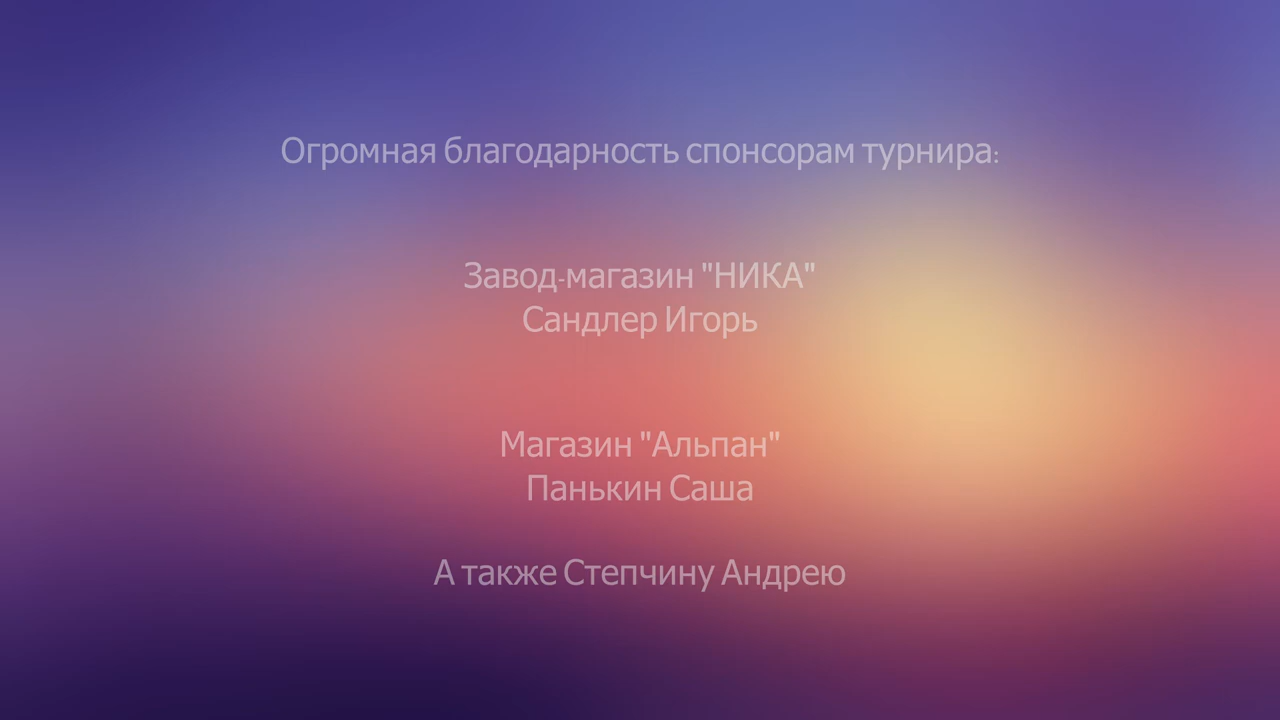 Огромная благодарность спонсорам турнира:
Завод-магазин "НИКА"
Сандлер Игорь
Магазин "Альпан"
Панькин Саша
А также Степчину Андрею